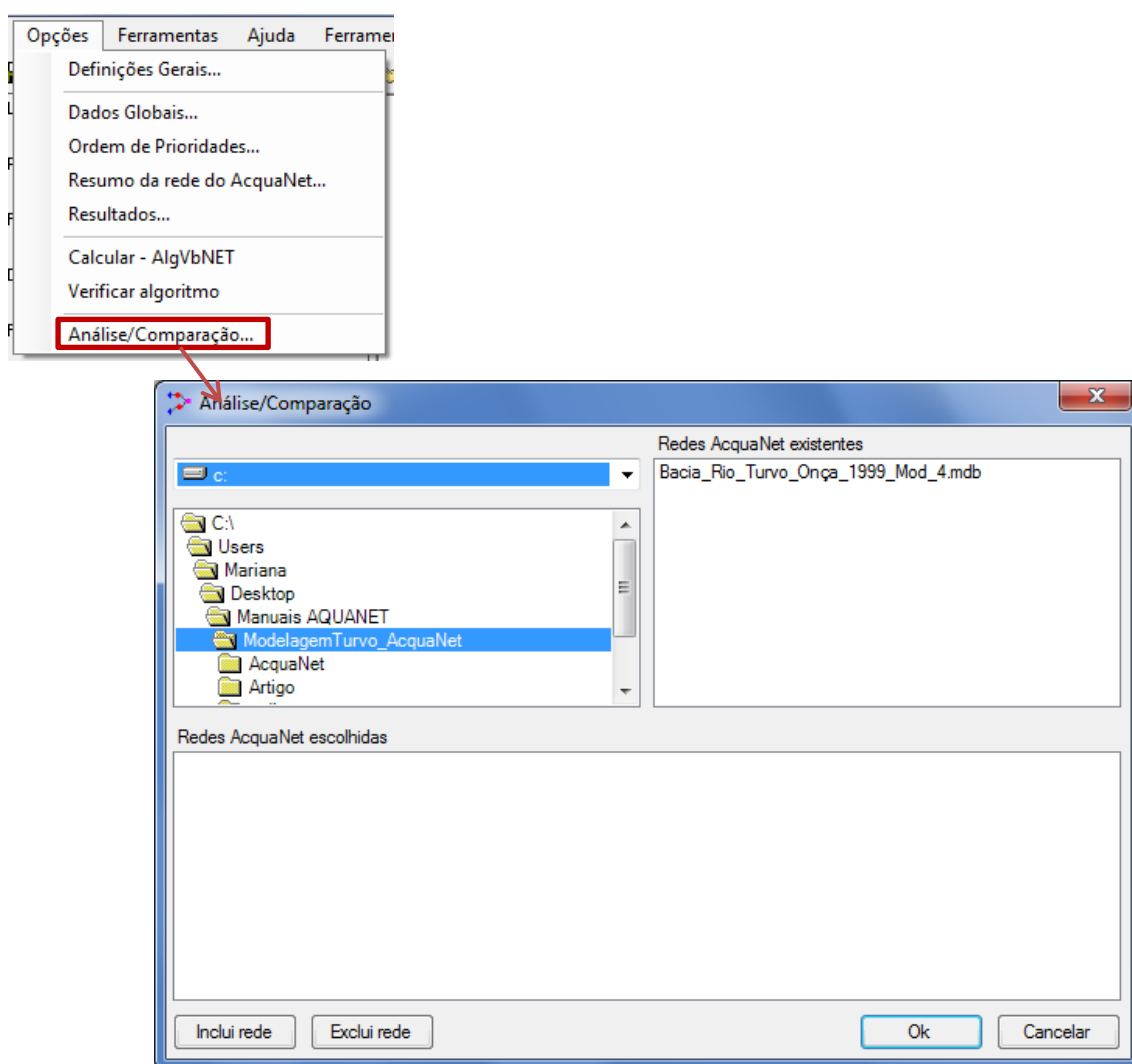 Opções Ferramentas Ajuda
Definições Gerais...
Dados Globais...
Ordem de Prioridades...
Resumo da rede do AcquaNet...
Resultados...
Calcular - AlgVbNET
Verificar algoritmo
Análise/Comparação...
Análise/Comparação
Redes AcquaNet existentes
c:
Bacia_Rio_Turvo_Onça_1999_Mod_4.mdb
C:\
Users
Mariana
Desktop
Manuais AQUANET
ModelagemTurvo_AcquaNet
AcquaNet
Artigo
Redes AcquaNet escolhidas
Inclui rede Exclui rede Ok Cancelar